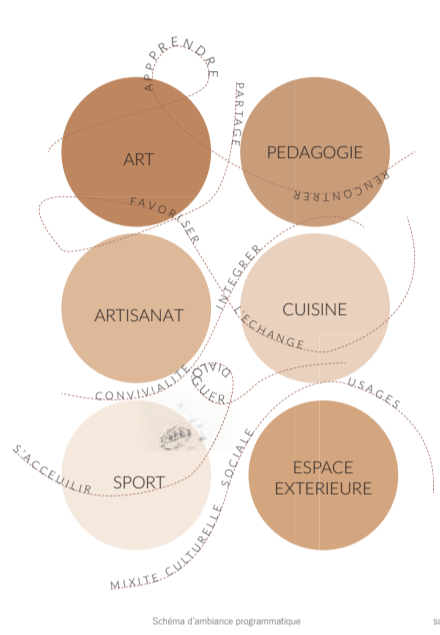 APPPRENDRE
PARTAGE
ART
PEDAGOGIE
RENCONTRER
FAVORISER
INTEGRER
ARTISANAT
CUISINE
L'ECHANGE
CONVIVIALITE
DIALOGUER
USAGES
S'ACCEUILIR
SPORT
ESPACE
EXTERIEURE
MIXITE CULTURELLE SOCIALE
Schéma d'ambiance programmatique